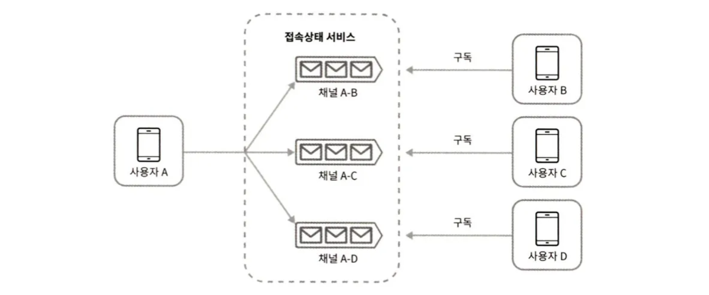 접속상태 서비스
채널 A-B
채널 A-C
채널 A-D
사용자 A
구독
사용자 B
구독
사용자 C
구독
사용자 D